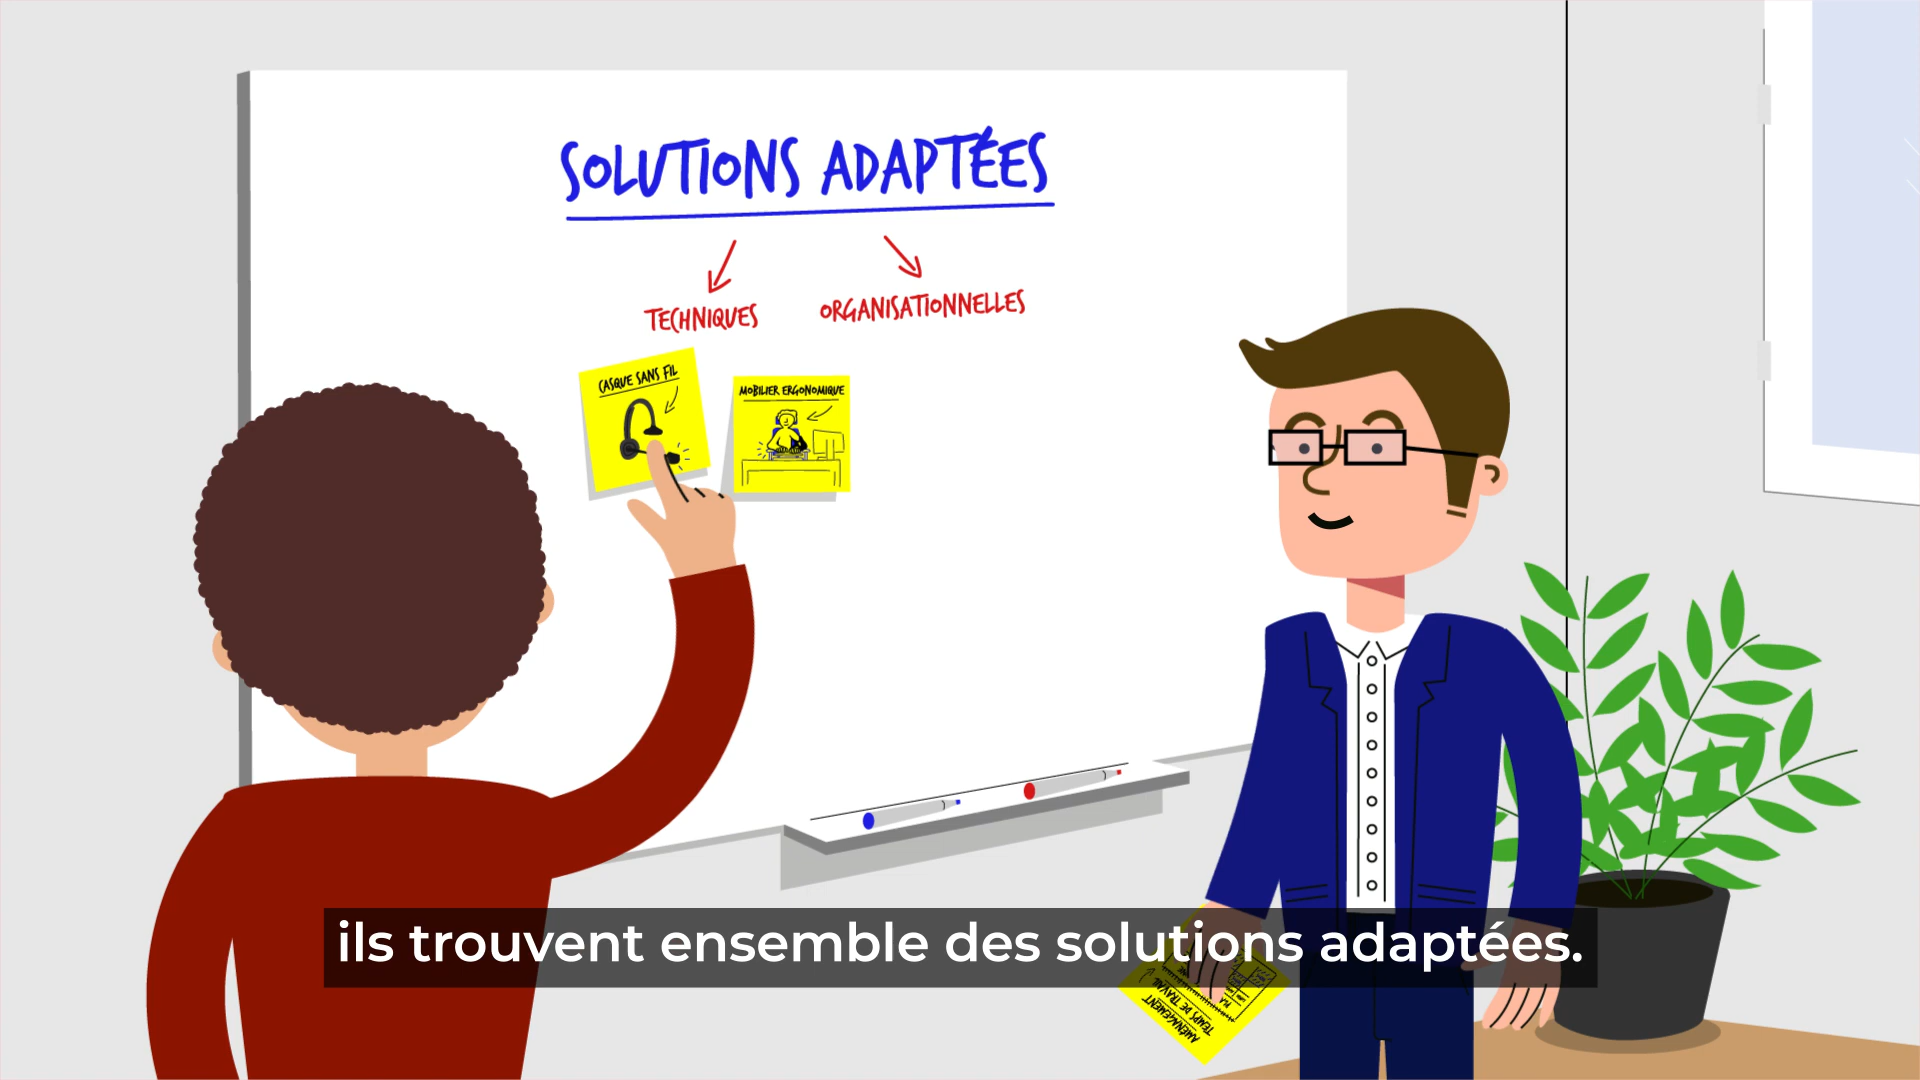 SOLUTIONS ADAPTÉES
TECHNIQUES
ORGANISATIONNELLES
CASQUE SANS FIL
MOBILIER ERGONOMIQUE
ils trouvent ensemble des solutions adaptées.
AMÉNAGEMENT
TEMPS DE TRAVAIL